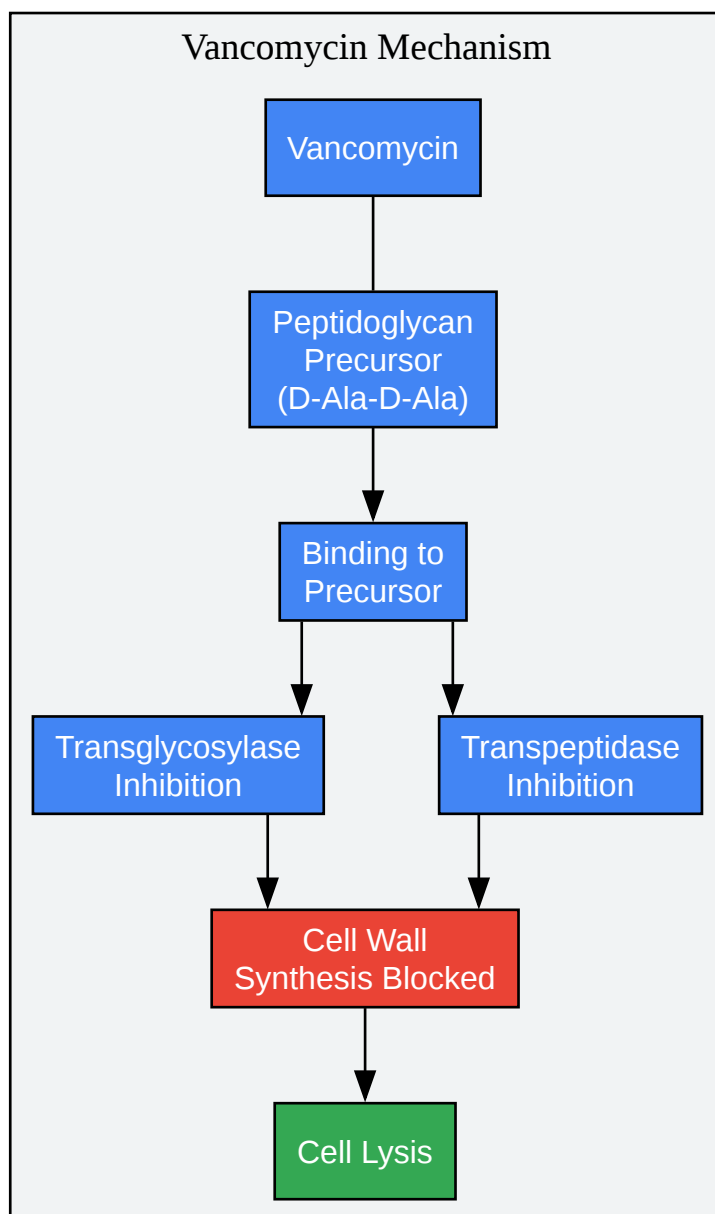 Vancomycin Mechanism
Vancomycin
Peptidoglycan
Precursor
(D-Ala-D-Ala)
Binding to
Precursor
Transglycosylase
Inhibition
Transpeptidase
Inhibition
Cell Wall
Synthesis Blocked
Cell Lysis